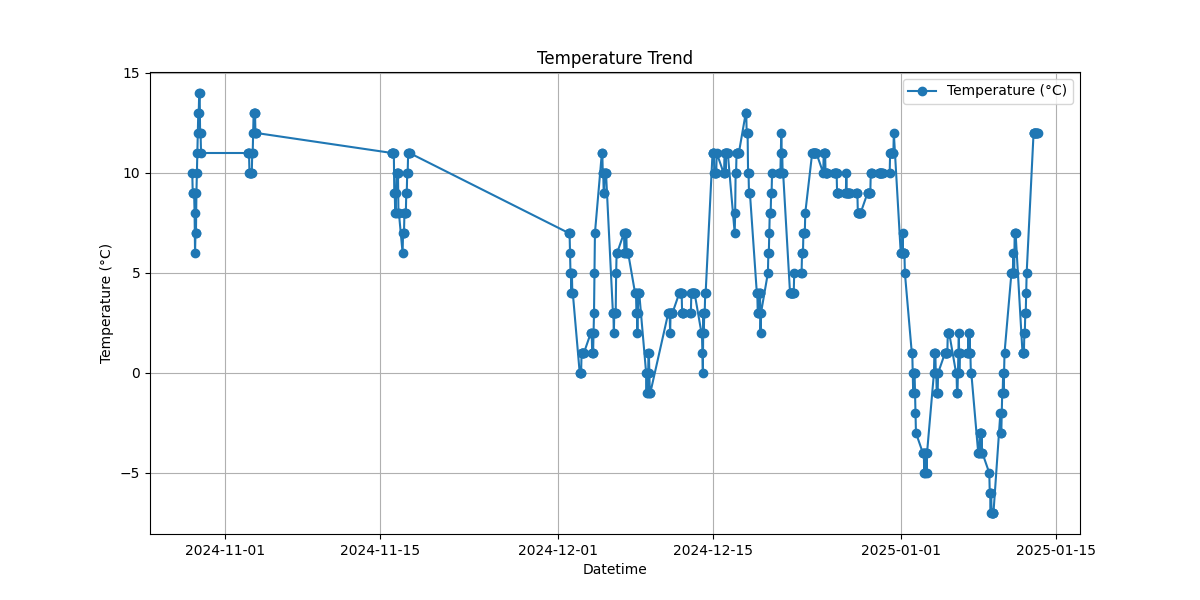 Temperature Trend
Temperature (°C)
15
10
5
0
−5
Temperature (°C)
2024-11-01
2024-11-15
2024-12-01
2024-12-15
2025-01-01
2025-01-15
Datetime